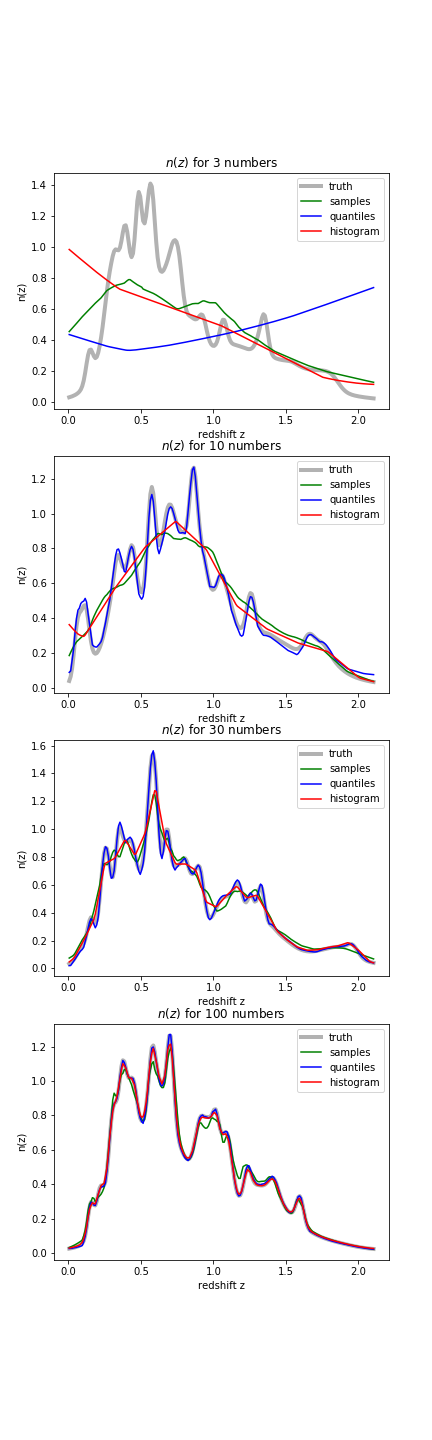 n(z) for 3 numbers
1.4
1.2
1.0
0.8
0.6
0.4
0.2
0.0
n(z)
truth
samples
quantiles
histogram
0.0 0.5 1.0 1.5 2.0
redshift z
n(z) for 10 numbers
1.2
1.0
0.8
0.6
0.4
0.2
0.0
n(z)
truth
samples
quantiles
histogram
0.0 0.5 1.0 1.5 2.0
redshift z
n(z) for 30 numbers
1.6
1.4
1.2
1.0
0.8
0.6
0.4
0.2
0.0
n(z)
truth
samples
quantiles
histogram
0.0 0.5 1.0 1.5 2.0
redshift z
n(z) for 100 numbers
1.2
1.0
0.8
0.6
0.4
0.2
0.0
n(z)
truth
samples
quantiles
histogram
0.0 0.5 1.0 1.5 2.0
redshift z